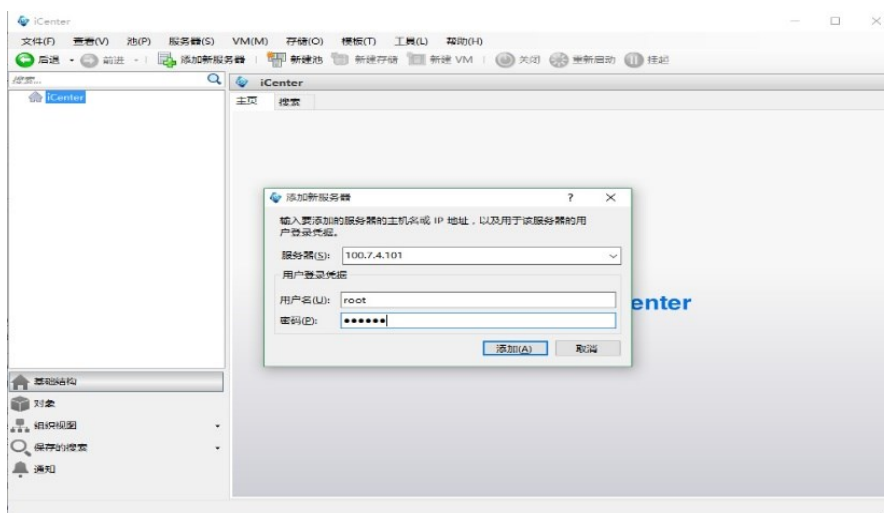 iCenter
文件(F) 查看(V) 池(P) 服务器(S) VM(M) 存储(O) 模板(T) 工具(L) 帮助(H)
后退 前进 添加新服务器 新建池 新建存储 新建 VM 关闭 重新启动 挂起
搜索...
iCenter
iCenter
主页 搜索
添加新服务器 ?
输入要添加的服务器的主机名或 IP 地址，以及用于该服务器的用
户登录凭据。
服务器(S): 100.7.4.101
用户登录凭据
用户名(U): root
密码(P): ●●●●●●
添加(A) 取消
enter
基础结构
对象
组织视图
保存的搜索
通知